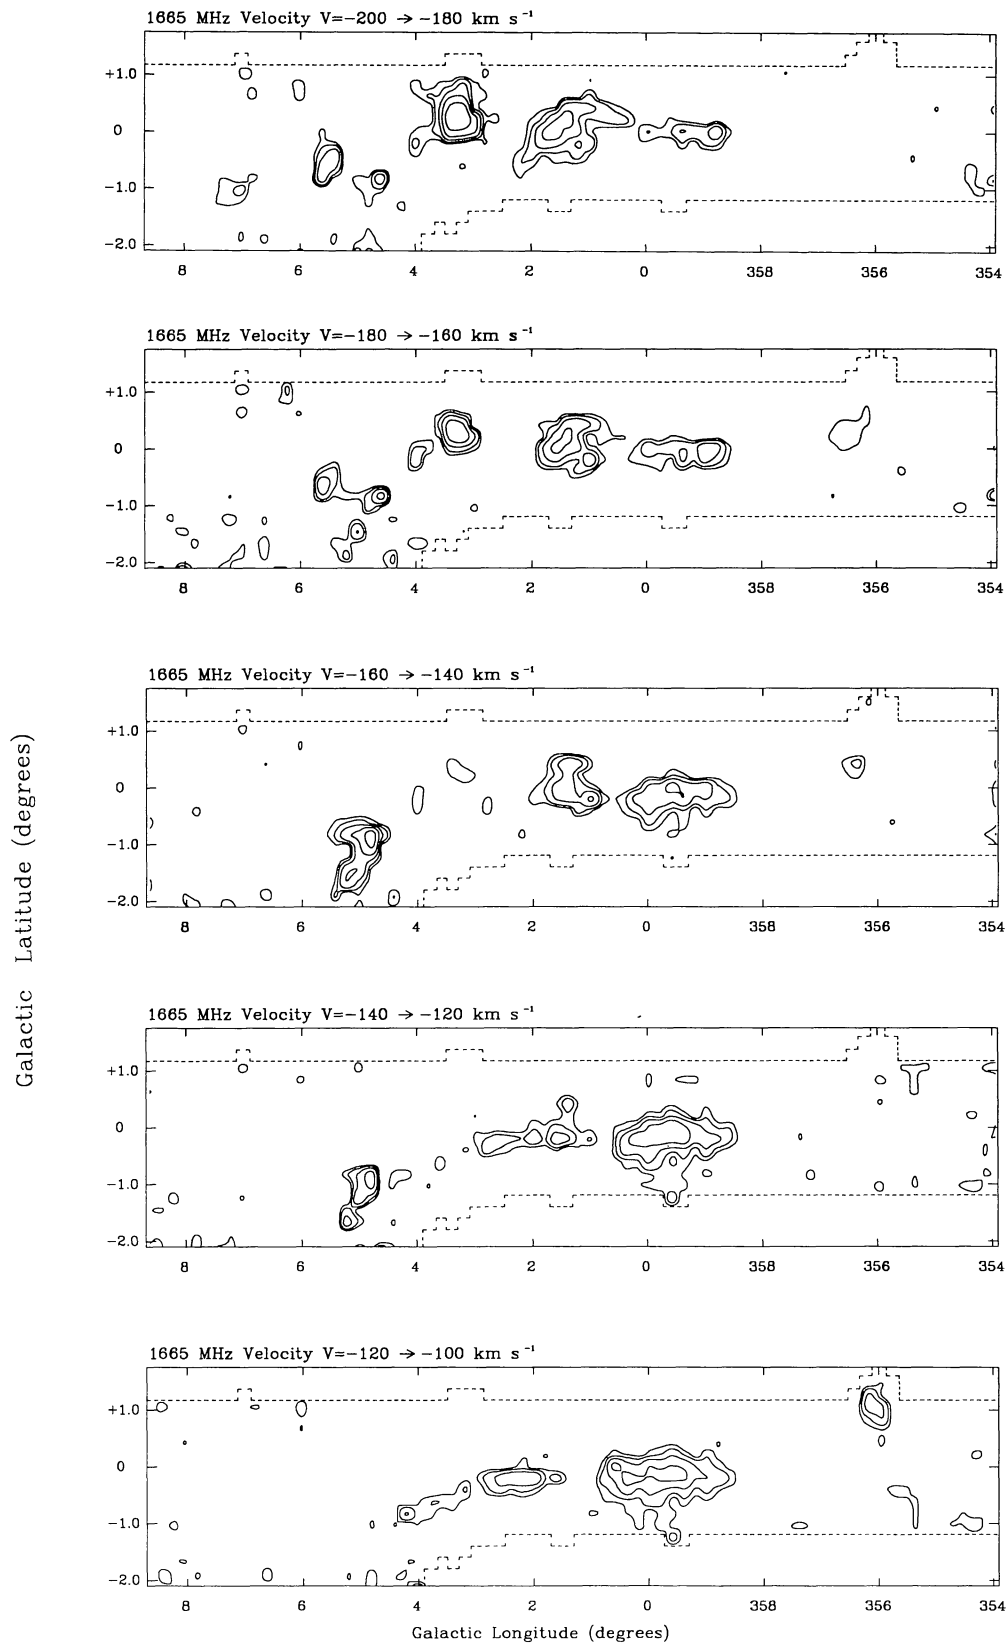 1665 MHz Velocity V=−200 → −180 km s⁻¹
+1.0
0
−1.0
−2.0
8 6 4 2 0 358 356 354
1665 MHz Velocity V=−180 → −160 km s⁻¹
+1.0
0
−1.0
−2.0
8 6 4 2 0 358 356 354
1665 MHz Velocity V=−160 → −140 km s⁻¹
+1.0
0
−1.0
−2.0
8 6 4 2 0 358 356 354
1665 MHz Velocity V=−140 → −120 km s⁻¹
+1.0
0
−1.0
−2.0
8 6 4 2 0 358 356 354
1665 MHz Velocity V=−120 → −100 km s⁻¹
+1.0
0
−1.0
−2.0
8 6 4 2 0 358 356 354
Galactic Longitude (degrees)
Galactic Latitude (degrees)